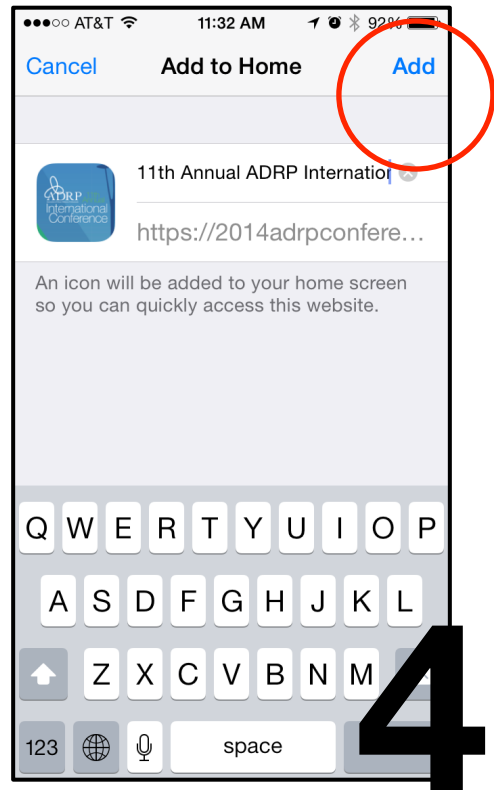 AT&T 11:32 AM 92%
Cancel Add to Home Add
ADRP
International
Conference
11th Annual ADRP Internation
https://2014adrpconfere...
An icon will be added to your home screen
so you can quickly access this website.
Q W E R T Y U I O P
A S D F G H J K L
Z X C V B N M
123 space
4